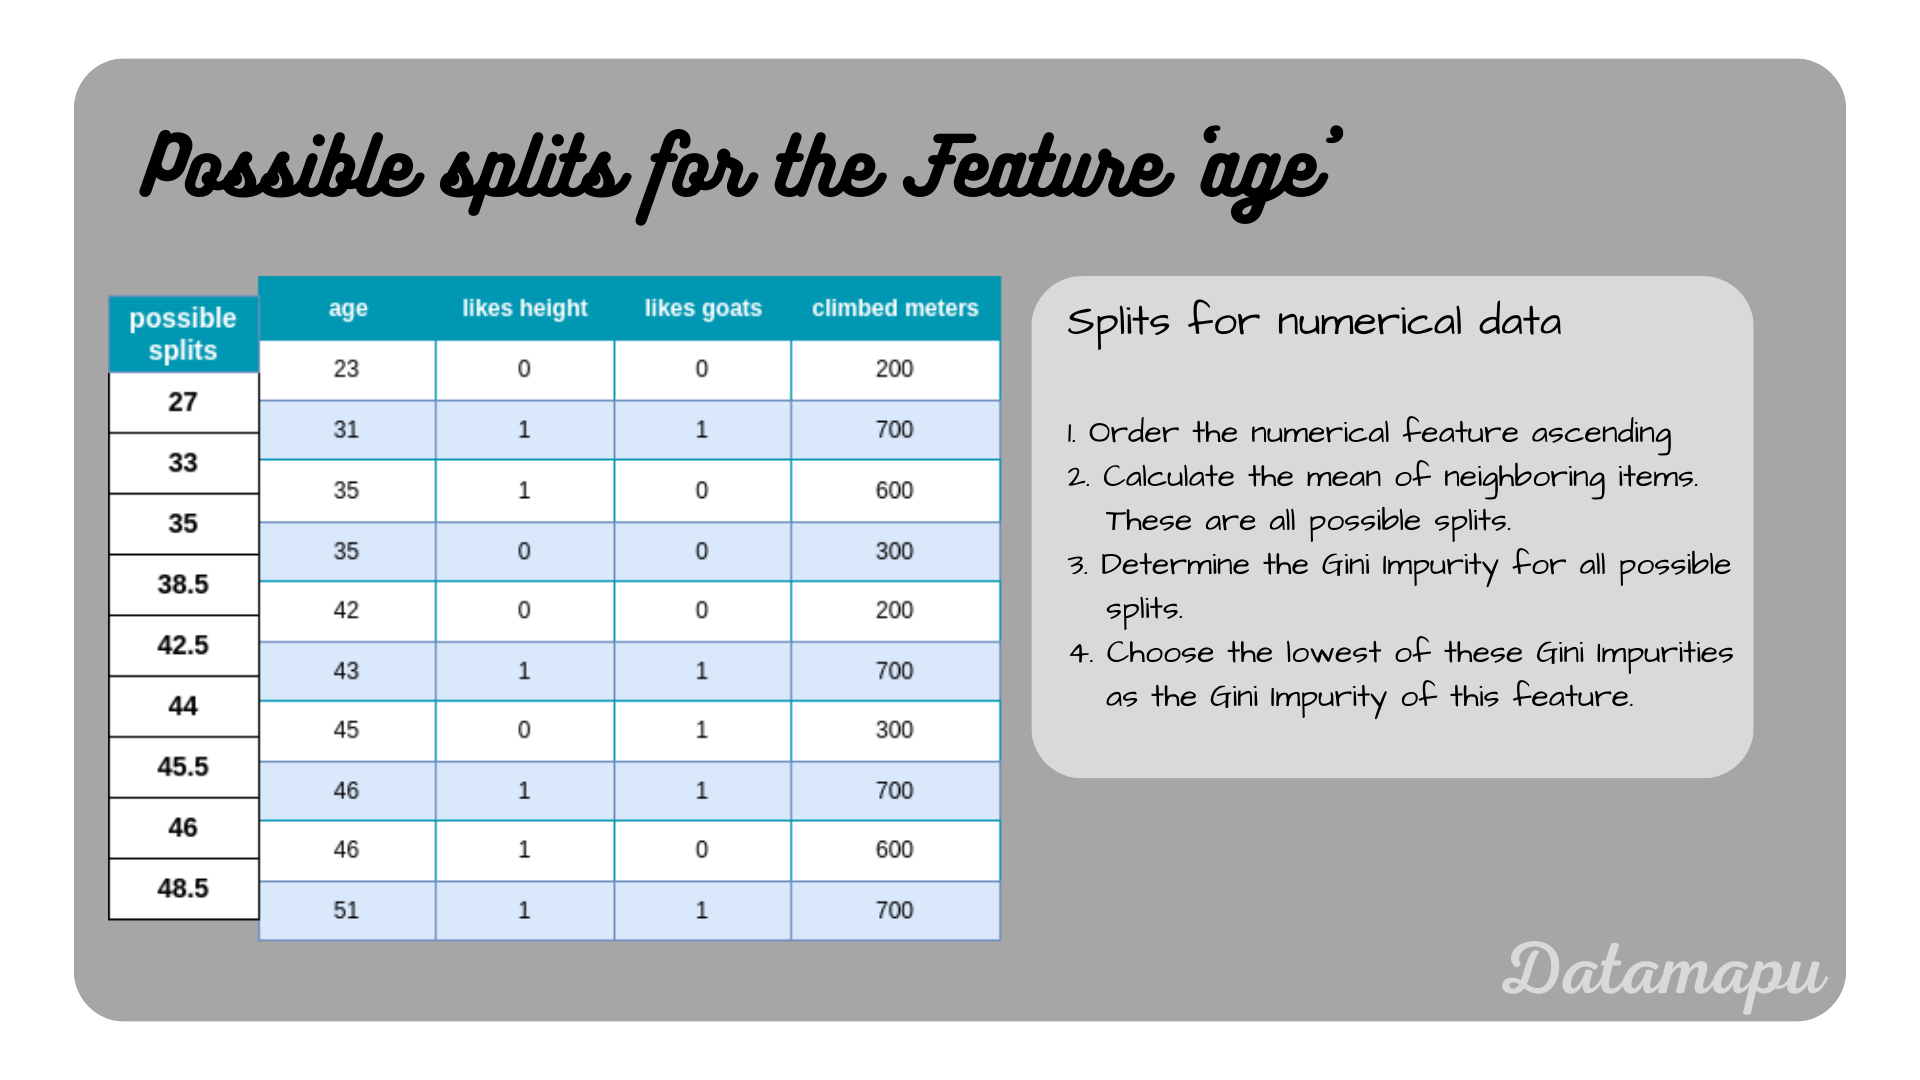 Possible splits for the Feature ‘age’
possible
splits
27
33
35
38.5
42.5
44
45.5
46
48.5
age likes height likes goats climbed meters
23 0 0 200
31 1 1 700
35 1 0 600
35 0 0 300
42 0 0 200
43 1 1 700
45 0 1 300
46 1 1 700
46 1 0 600
51 1 1 700
Splits for numerical data
1. Order the numerical feature ascending
2. Calculate the mean of neighboring items.
These are all possible splits.
3. Determine the Gini Impurity for all possible
splits.
4. Choose the lowest of these Gini Impurities
as the Gini Impurity of this feature.
Datamapu